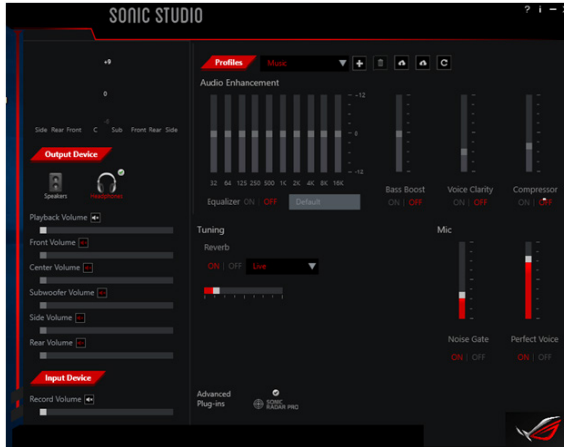 SONIC STUDIO
? i
+9
0
Side Rear Front C Sub Front Rear Side
Output Device
Speakers Headphones
Playback Volume
Front Volume
Center Volume
Subwoofer Volume
Side Volume
Rear Volume
Input Device
Record Volume
Profiles Music
Audio Enhancement
-12
0
-12
32 64 125 250 500 1K 2K 4K 8K 16K
Equalizer ON | OFF Default
Bass Boost Voice Clarity Compressor
ON | OFF ON | OFF ON | OFF
Tuning
Reverb
ON | OFF Live
Mic
Noise Gate Perfect Voice
ON | OFF ON | OFF
Advanced
Plug-ins
SONIC
RADAR PRO